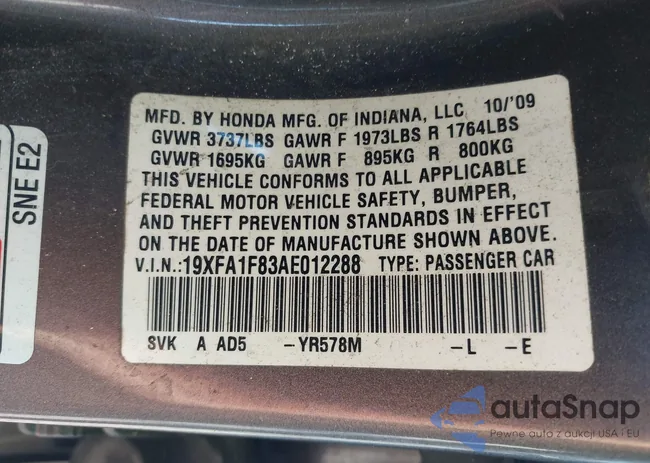 SNE E2
MFD. BY HONDA MFG. OF INDIANA, LLC 10/'09
GVWR 3737LBS GAWR F 1973LBS R 1764LBS
GVWR 1695KG GAWR F 895KG R 800KG
THIS VEHICLE CONFORMS TO ALL APPLICABLE
FEDERAL MOTOR VEHICLE SAFETY, BUMPER,
AND THEFT PREVENTION STANDARDS IN EFFECT
ON THE DATE OF MANUFACTURE SHOWN ABOVE.
V.I.N.:19XFA1F83AE012288 TYPE: PASSENGER CAR
SVK A AD5 –YR578M –L –E
autaSnap
Pewne auta z aukcji USA i EU